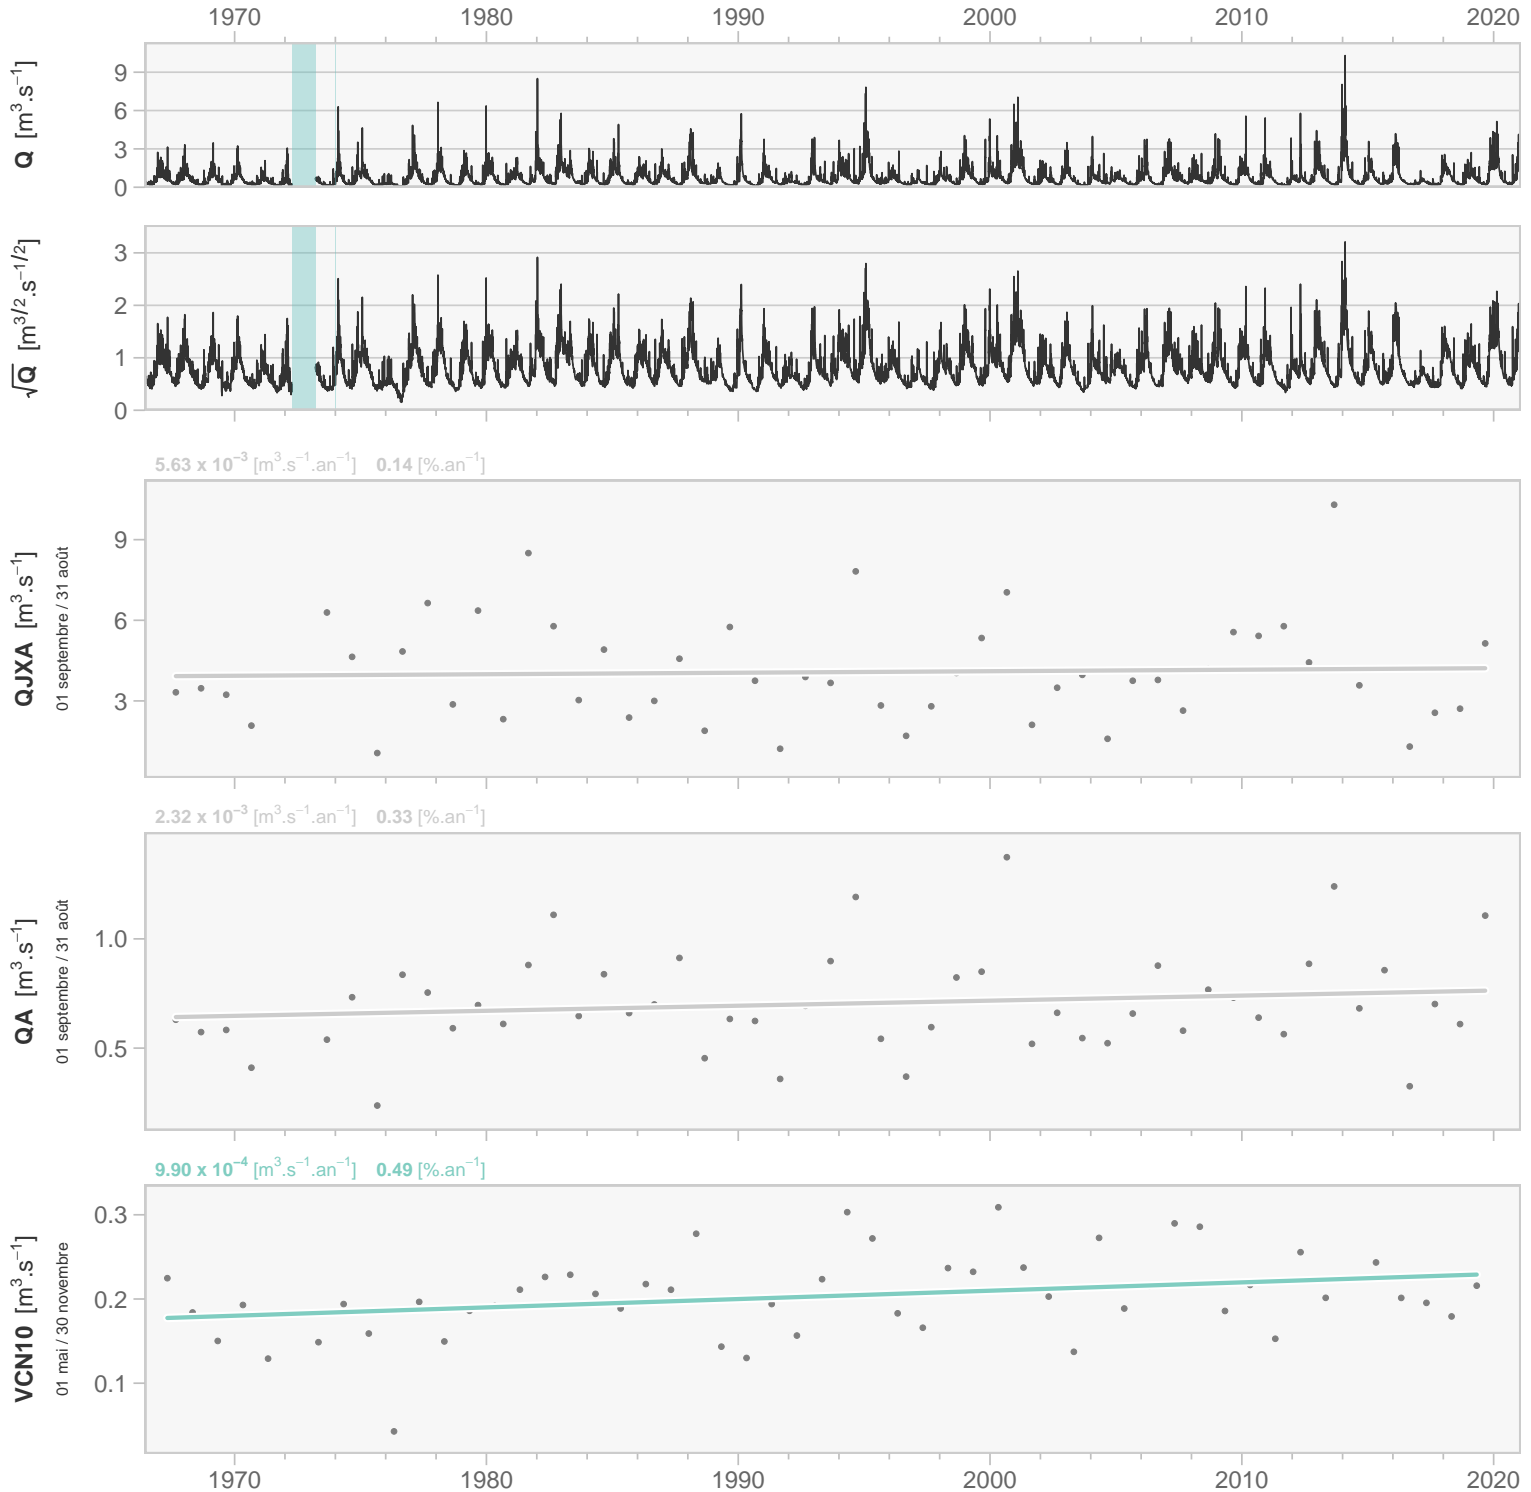 1970 1980 1990 2000 2010 2020
Q [m³.s⁻¹]
9
6
3
0
√Q [m³ᐟ².s⁻¹ᐟ²]
3
2
1
0
5.63 x 10⁻³ [m³.s⁻¹.an⁻¹] 0.14 [%.an⁻¹]
QJXA [m³.s⁻¹]
01 septembre / 31 août
9
6
3
2.32 x 10⁻³ [m³.s⁻¹.an⁻¹] 0.33 [%.an⁻¹]
QA [m³.s⁻¹]
01 septembre / 31 août
1.0
0.5
9.90 x 10⁻⁴ [m³.s⁻¹.an⁻¹] 0.49 [%.an⁻¹]
VCN10 [m³.s⁻¹]
01 mai / 30 novembre
0.3
0.2
0.1
1970 1980 1990 2000 2010 2020